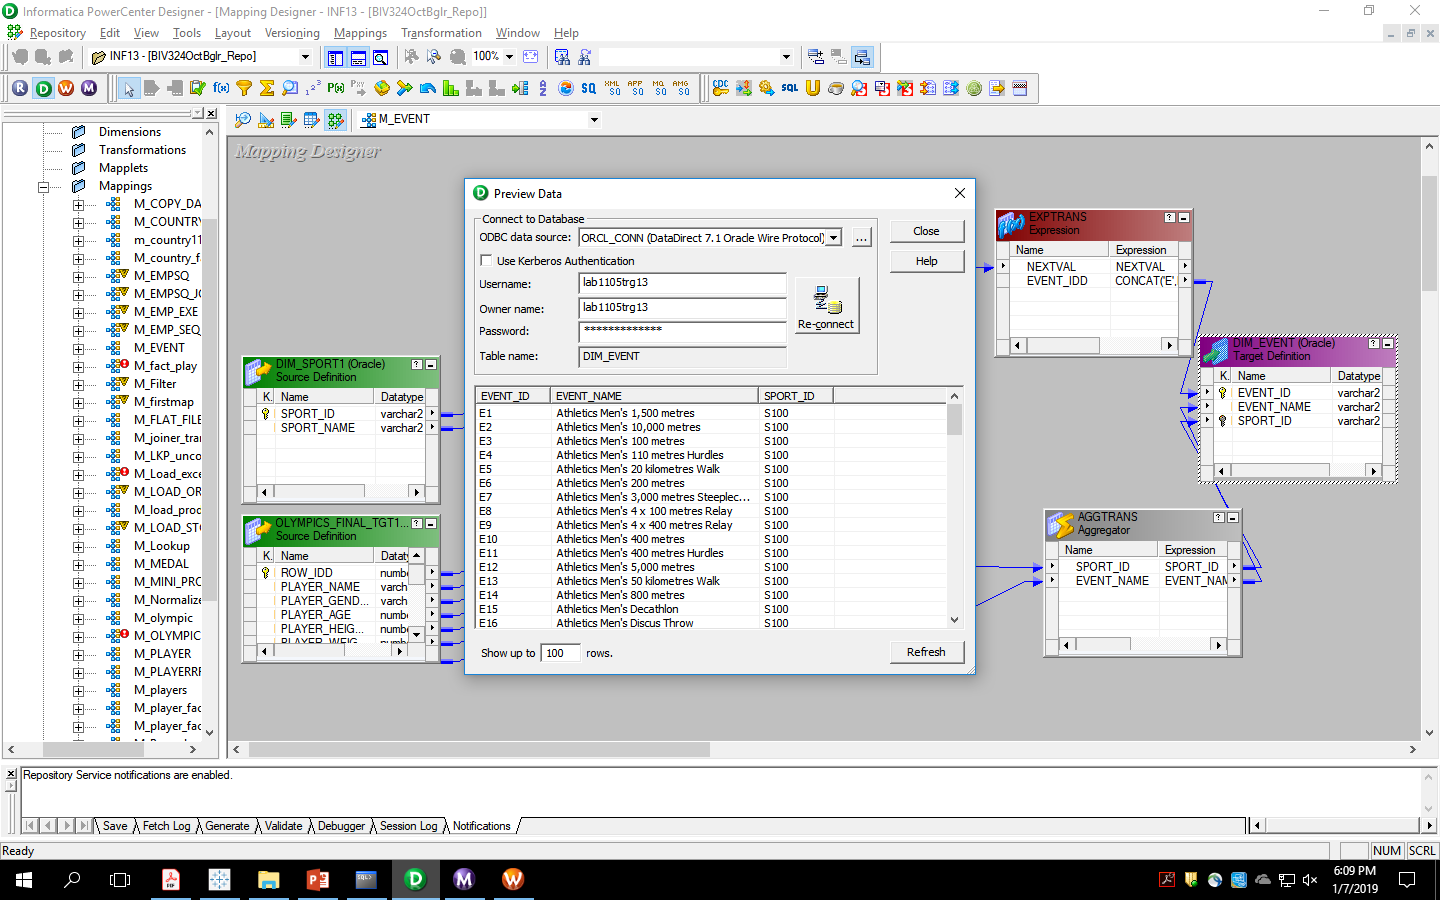 Informatica PowerCenter Designer - [Mapping Designer - INF13 - [BIV324OctBglr_Repo]]
Repository Edit View Tools Layout Versioning Mappings Transformation Window Help
INF13 - [BIV324OctBglr_Repo]
100%
M_EVENT
Dimensions
Transformations
Mapplets
Mappings
M_COPY_DA
M_COUNTRY
m_country11
M_country_fa
M_EMPSQ
M_EMPSQ_JO
M_EMP_EXE
M_EMP_SEQ
M_EVENT
M_fact_play
M_Filter
M_firstmap
M_FLAT_FILE
M_joiner_tran
M_LKP_unco
M_Load_exce
M_LOAD_OR
M_load_prod
M_LOAD_STO
M_Lookup
M_MEDAL
M_MINI_PRO
M_Normalize
M_olympic
M_OLYMPIC
M_PLAYER
M_PLAYERRF
M_players
M_player_fac
M_player_fac
Mapping Designer
DIM_SPORT1 (Oracle)
Source Definition
K. Name Datatype
SPORT_ID varchar2
SPORT_NAME varchar2
OLYMPICS_FINAL_TGT1...
Source Definition
K. Name Datatyp
ROW_IDD numbe
PLAYER_NAME varch
PLAYER_GEND... varch
PLAYER_AGE numbe
PLAYER_HEIG... numbe
PLAYER_WEIG
Preview Data
Connect to Database
ODBC data source: ORCL_CONN (DataDirect 7.1 Oracle Wire Protocol) ...
Use Kerberos Authentication
Username: lab1105trg13
Owner name: lab1105trg13
Password: *************
Table name: DIM_EVENT
Re-connect
Close
Help
EVENT_ID EVENT_NAME SPORT_ID
E1 Athletics Men's 1,500 metres S100
E2 Athletics Men's 10,000 metres S100
E3 Athletics Men's 100 metres S100
E4 Athletics Men's 110 metres Hurdles S100
E5 Athletics Men's 20 kilometres Walk S100
E6 Athletics Men's 200 metres S100
E7 Athletics Men's 3,000 metres Steeplec... S100
E8 Athletics Men's 4 x 100 metres Relay S100
E9 Athletics Men's 4 x 400 metres Relay S100
E10 Athletics Men's 400 metres S100
E11 Athletics Men's 400 metres Hurdles S100
E12 Athletics Men's 5,000 metres S100
E13 Athletics Men's 50 kilometres Walk S100
E14 Athletics Men's 800 metres S100
E15 Athletics Men's Decathlon S100
E16 Athletics Men's Discus Throw S100
Show up to 100 rows.
Refresh
EXPTRANS
Expression
Name Expression
NEXTVAL NEXTVAL
EVENT_IDD CONCAT('E',
DIM_EVENT (Oracle)
Target Definition
K. Name Datatype
EVENT_ID varchar2
EVENT_NAME varchar2
SPORT_ID varchar2
AGGTRANS
Aggregator
Name Expression
SPORT_ID SPORT_ID
EVENT_NAME EVENT_NAM
Repository Service notifications are enabled.
Save Fetch Log Generate Validate Debugger Session Log Notifications
Ready
NUM SCRL
6:09 PM
1/7/2019